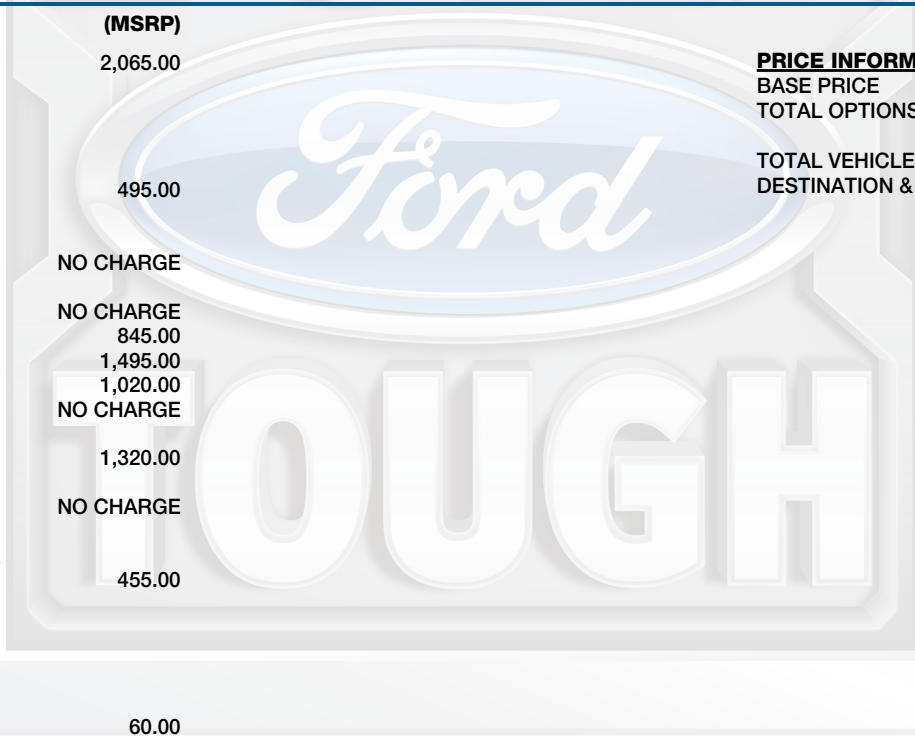 (MSRP)
2,065.00
495.00
NO CHARGE
NO CHARGE
845.00
1,495.00
1,020.00
NO CHARGE
1,320.00
NO CHARGE
455.00
60.00
PRICE INFORM
BASE PRICE
TOTAL OPTIONS
TOTAL VEHICLE
DESTINATION &
Ford
TOUGH